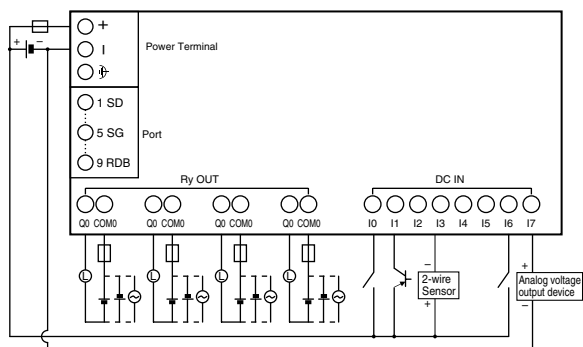 +
+ −
Power Terminal
1 SD
5 SG
Port
9 RDB
Ry OUT
DC IN
Q0 COM0 Q0 COM0 Q0 COM0 Q0 COM0 I0 I1 I2 I3 I4 I5 I6 I7
L L L L
−
2-wire
Sensor
+
+
Analog voltage
output device
−